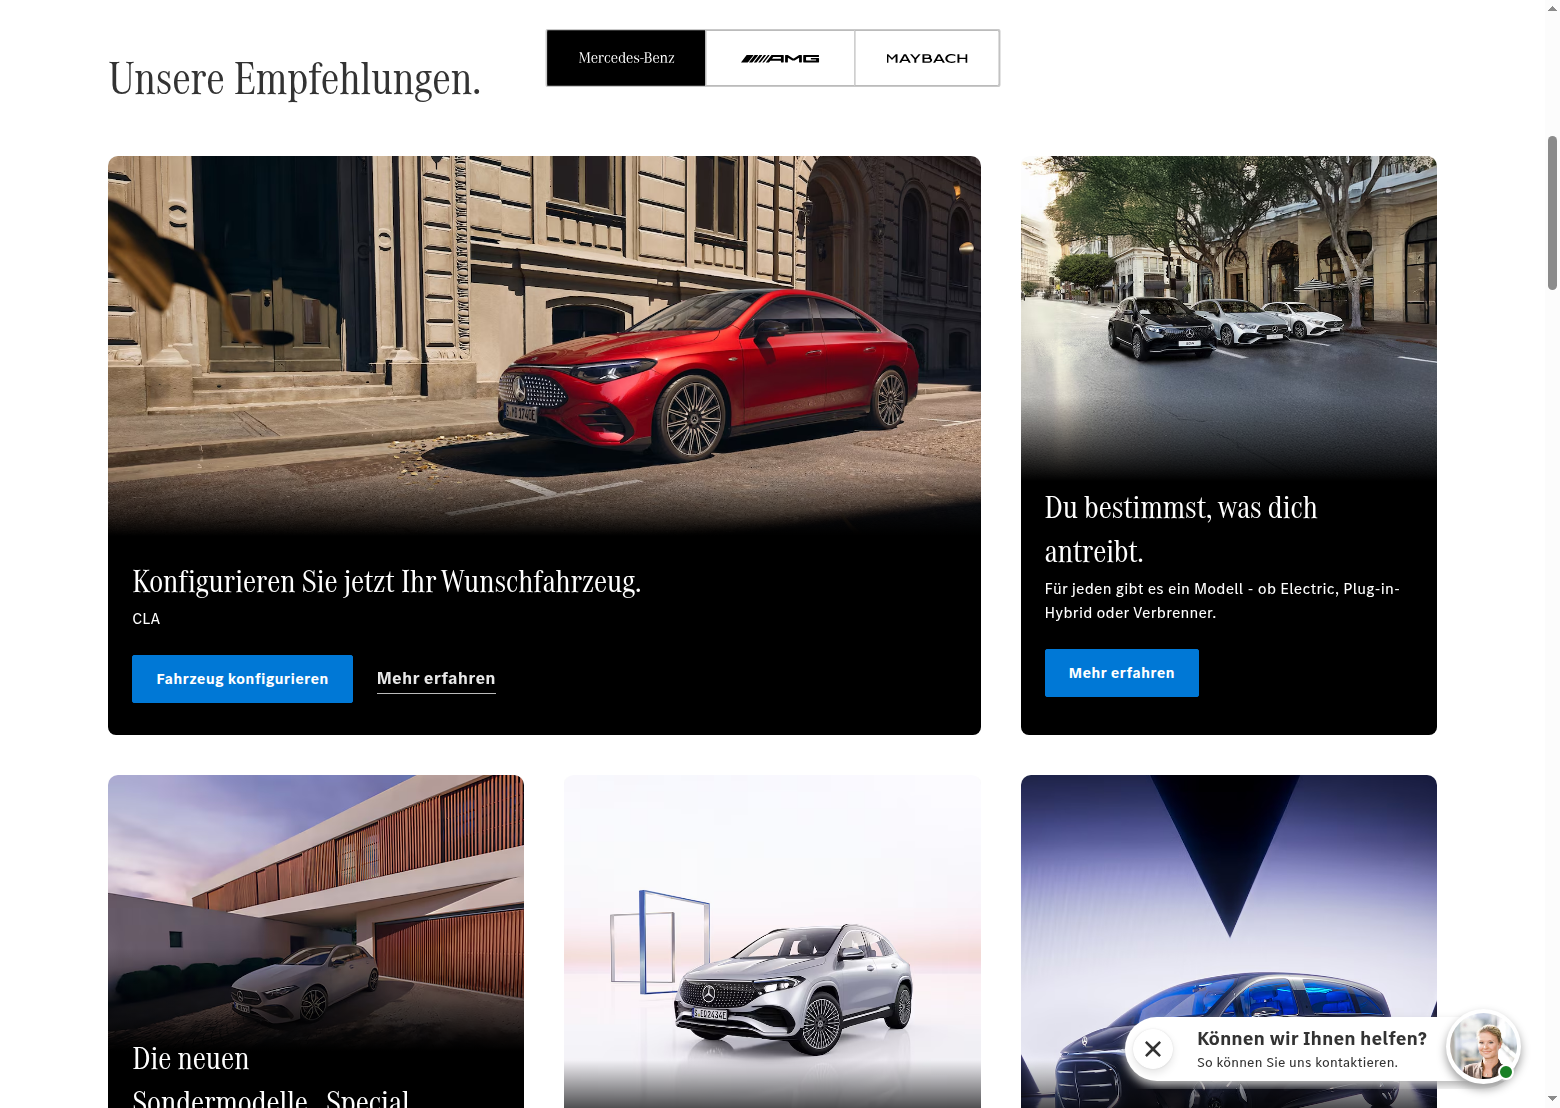 Unsere Empfehlungen.
Mercedes-Benz
AMG
MAYBACH
Konfigurieren Sie jetzt Ihr Wunschfahrzeug.
CLA
Fahrzeug konfigurieren
Mehr erfahren
Du bestimmst, was dich
antreibt.
Für jeden gibt es ein Modell - ob Electric, Plug-in-
Hybrid oder Verbrenner.
Mehr erfahren
Die neuen
Sondermodelle „Special
Können wir Ihnen helfen?
So können Sie uns kontaktieren.